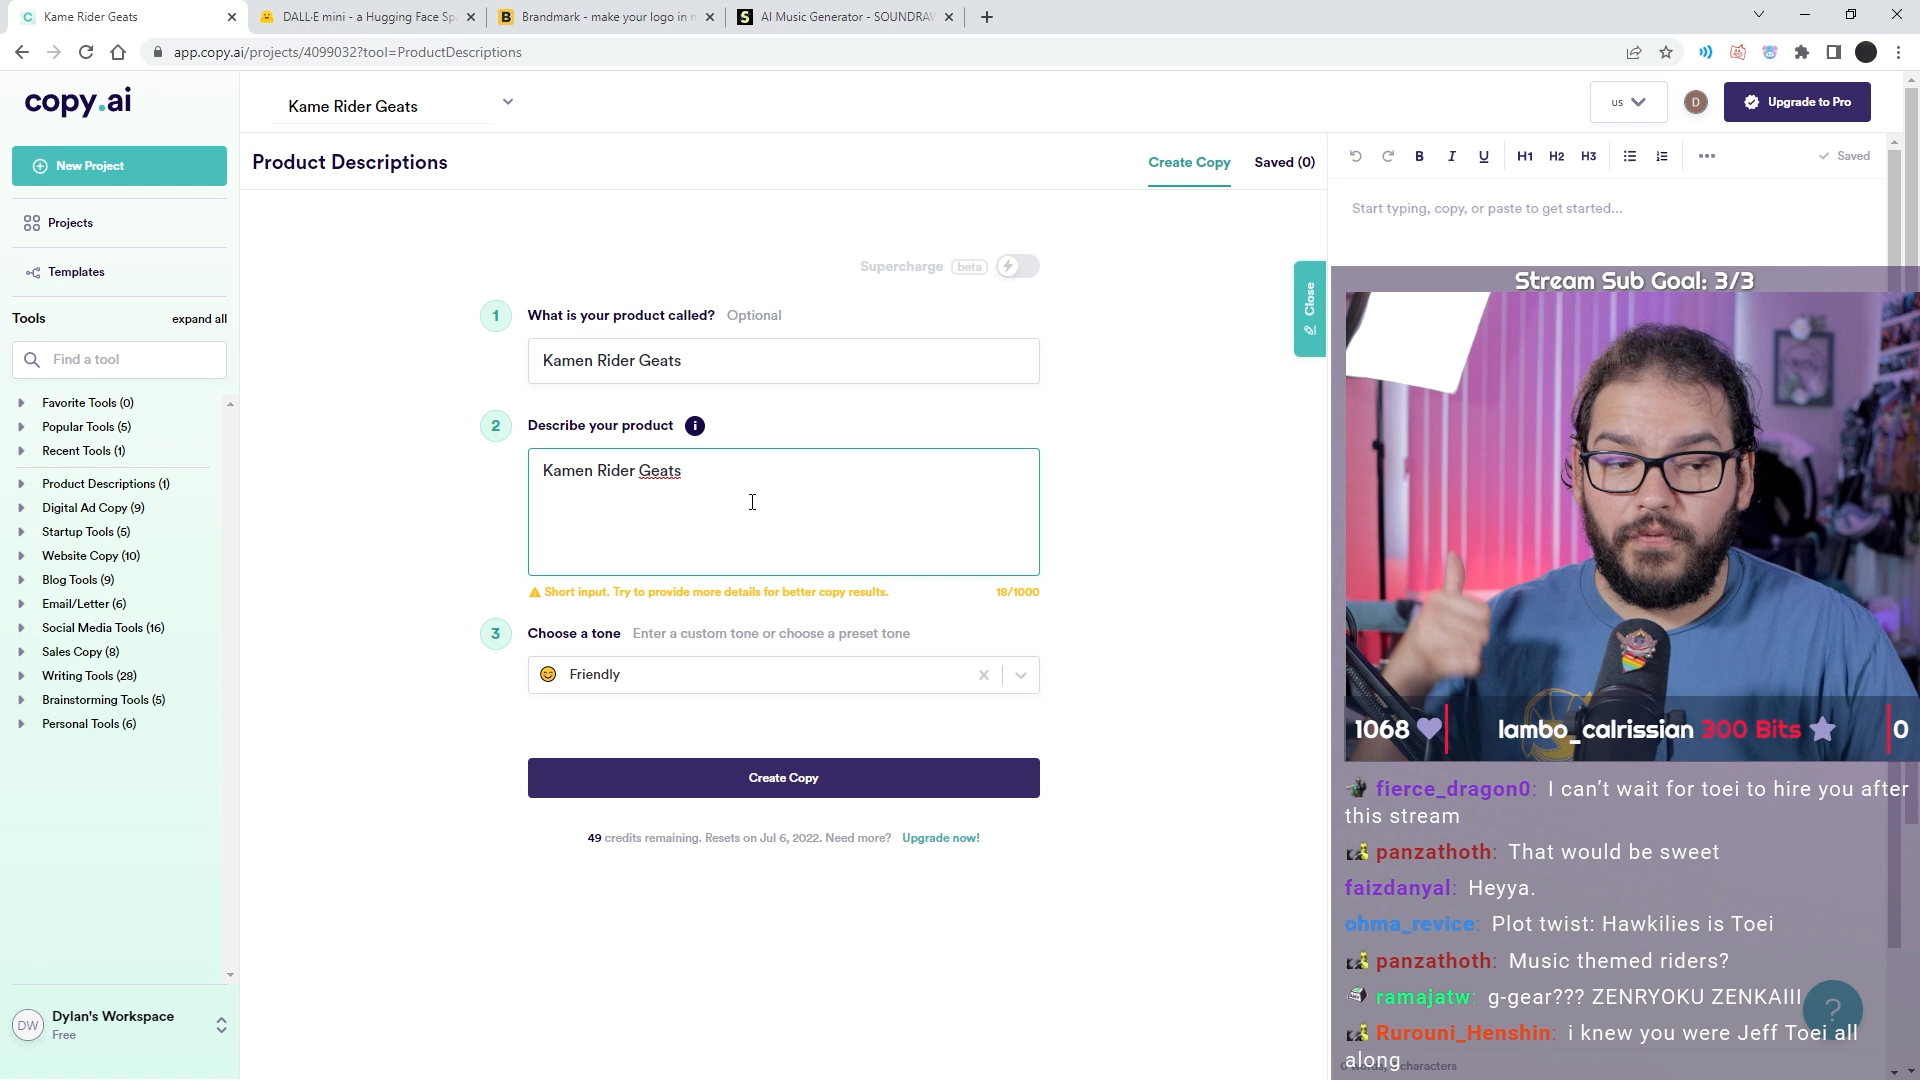 Kame Rider Geats
DALL·E mini - a Hugging Face Sp
Brandmark - make your logo in
AI Music Generator - SOUNDRAW
app.copy.ai/projects/4099032?tool=ProductDescriptions
copy.ai
Kame Rider Geats
us
D
Upgrade to Pro
New Project
Product Descriptions
Create Copy
Saved (0)
B I U H1 H2 H3
Saved
Projects
Start typing, copy, or paste to get started...
Templates
Supercharge beta
Stream Sub Goal: 3/3
Close
Tools
expand all
1 What is your product called? Optional
Find a tool
Kamen Rider Geats
Favorite Tools (0)
Popular Tools (5)
Recent Tools (1)
2 Describe your product i
Kamen Rider Geats
Product Descriptions (1)
Digital Ad Copy (9)
Startup Tools (5)
Website Copy (10)
Blog Tools (9)
Email/Letter (6)
Social Media Tools (16)
Sales Copy (8)
Writing Tools (28)
Brainstorming Tools (5)
Personal Tools (6)
Short input. Try to provide more details for better copy results.
18/1000
3 Choose a tone Enter a custom tone or choose a preset tone
Friendly
Create Copy
49 credits remaining. Resets on Jul 6, 2022. Need more? Upgrade now!
1068
lambo_calrissian 300 Bits
0
fierce_dragon0: I can't wait for toei to hire you after
this stream
panzathoth: That would be sweet
faizdanyal: Heyya.
ohma_revice: Plot twist: Hawkilies is Toei
panzathoth: Music themed riders?
ramajatw: g-gear??? ZENRYOKU ZENKAIII
Rurouni_Henshin: i knew you were Jeff Toei all
along
characters
?
DW
Dylan's Workspace
Free